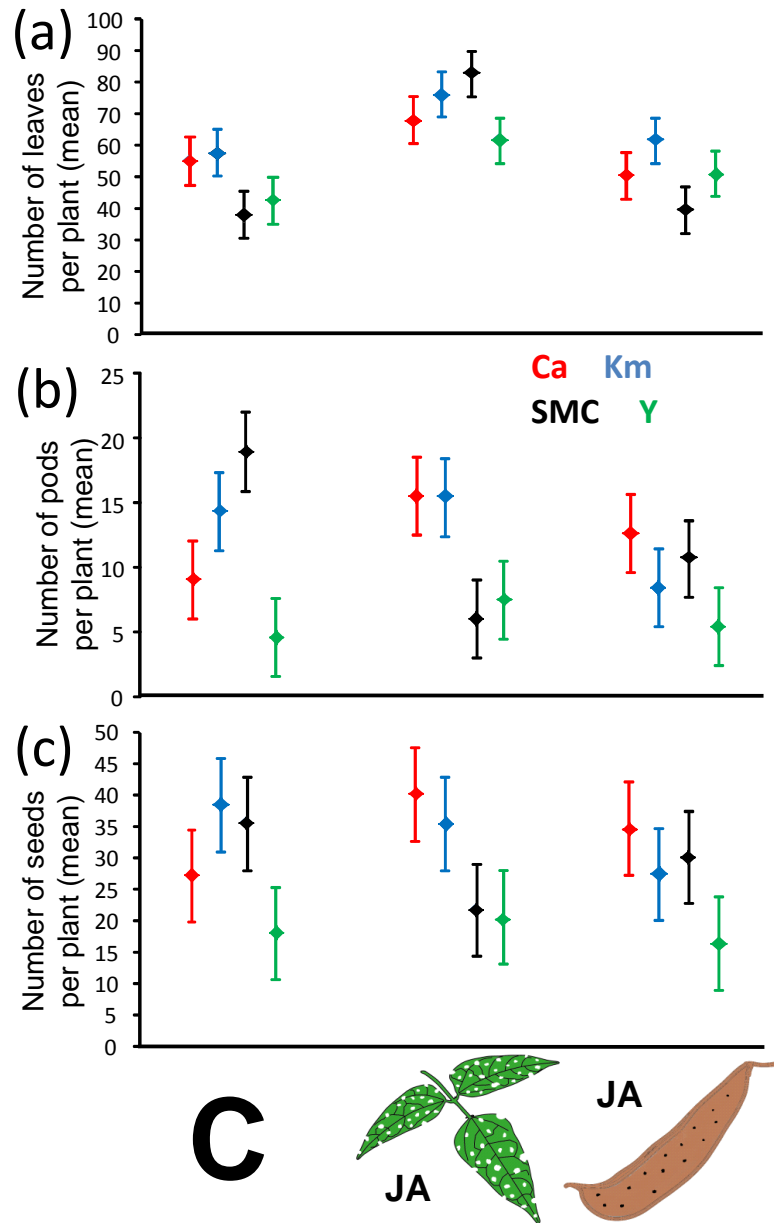 (a)
Number of leaves
per plant (mean)
100
90
80
70
60
50
40
30
20
10
0
Ca Km
SMC Y
(b)
Number of pods
per plant (mean)
25
20
15
10
5
0
(c)
Number of seeds
per plant (mean)
50
45
40
35
30
25
20
15
10
5
0
C
JA
JA